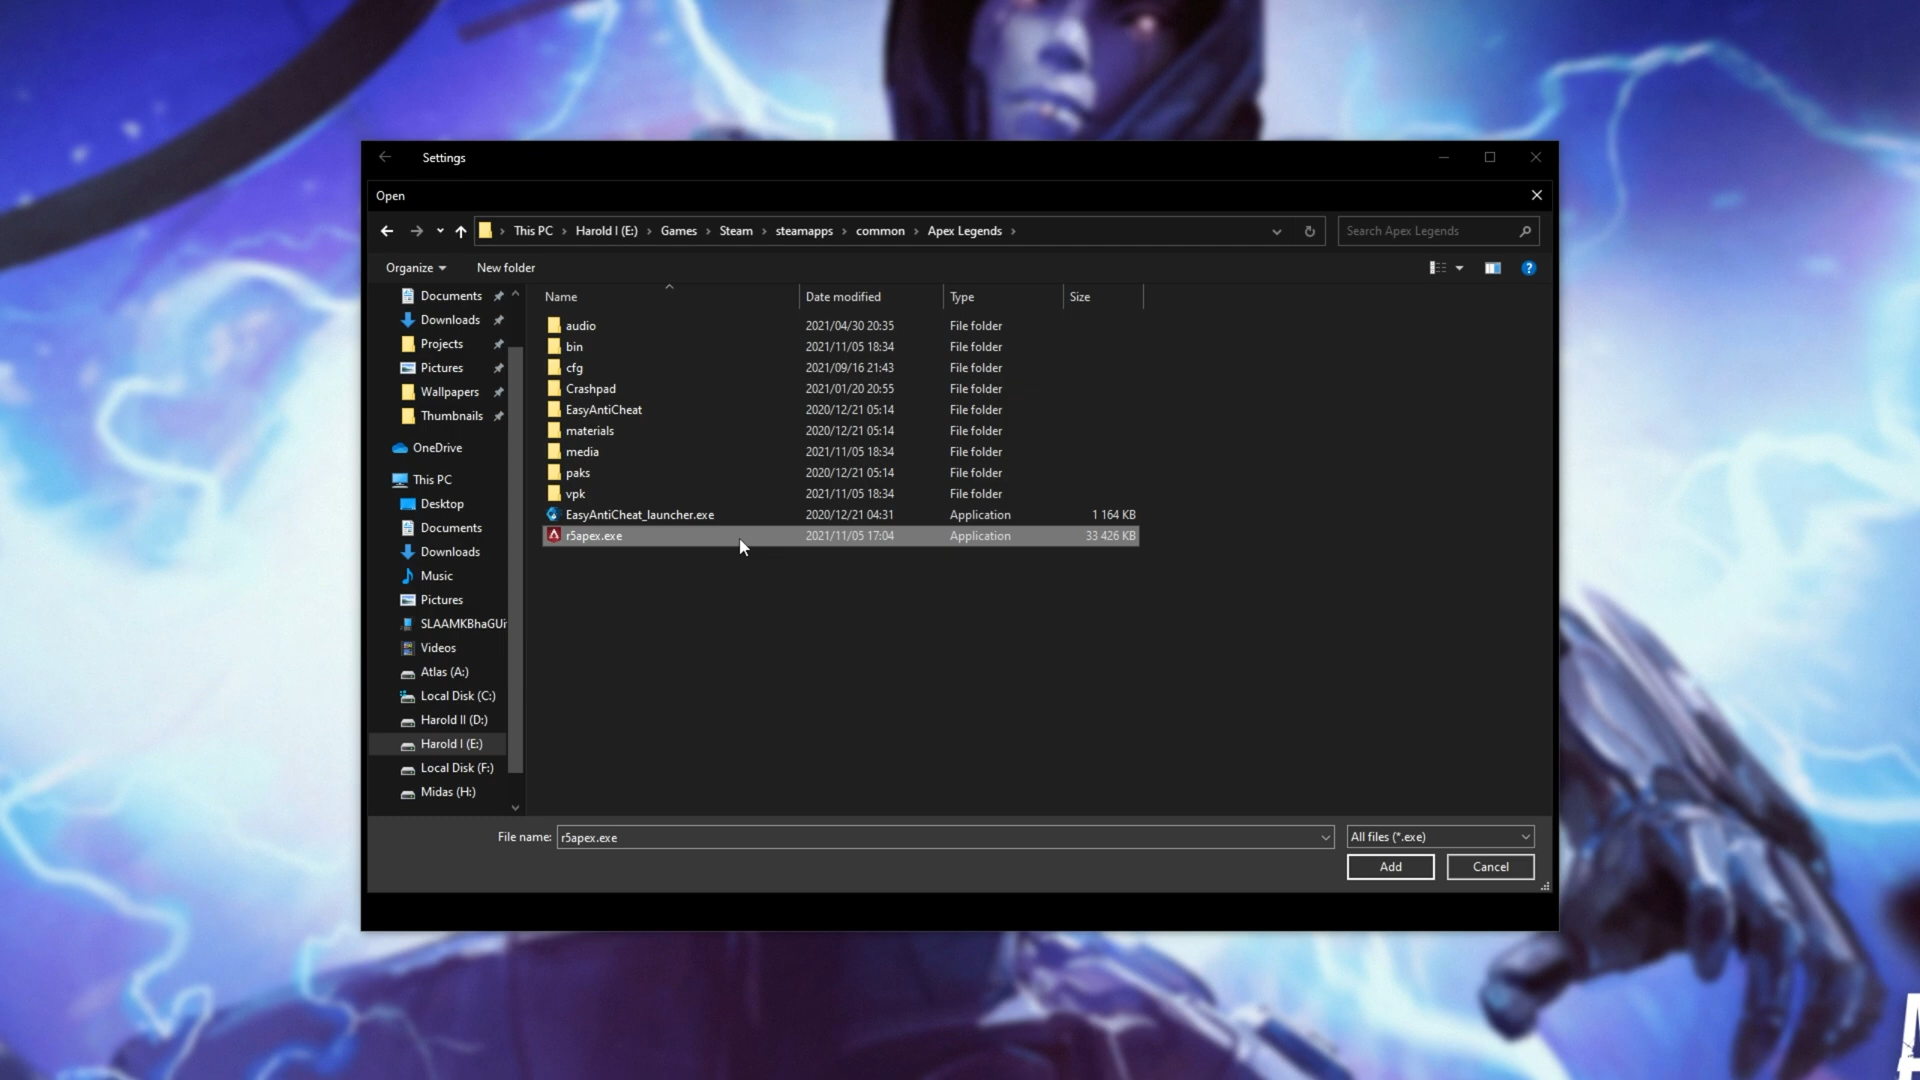 Settings
Open
This PC Harold I (E:) Games Steam steamapps common Apex Legends
Search Apex Legends
Organize New folder
Name Date modified Type Size
Documents
Downloads
Projects
Pictures
Wallpapers
Thumbnails
OneDrive
This PC
Desktop
Documents
Downloads
Music
Pictures
SLAAMKBhaGUi
Videos
Atlas (A:)
Local Disk (C:)
Harold II (D:)
Harold I (E:)
Local Disk (F:)
Midas (H:)
audio 2021/04/30 20:35 File folder
bin 2021/11/05 18:34 File folder
cfg 2021/09/16 21:43 File folder
Crashpad 2021/01/20 20:55 File folder
EasyAntiCheat 2020/12/21 05:14 File folder
materials 2020/12/21 05:14 File folder
media 2021/11/05 18:34 File folder
paks 2020/12/21 05:14 File folder
vpk 2021/11/05 18:34 File folder
EasyAntiCheat_launcher.exe 2020/12/21 04:31 Application 1 164 KB
r5apex.exe 2021/11/05 17:04 Application 33 426 KB
File name: r5apex.exe All files (*.exe)
Add Cancel